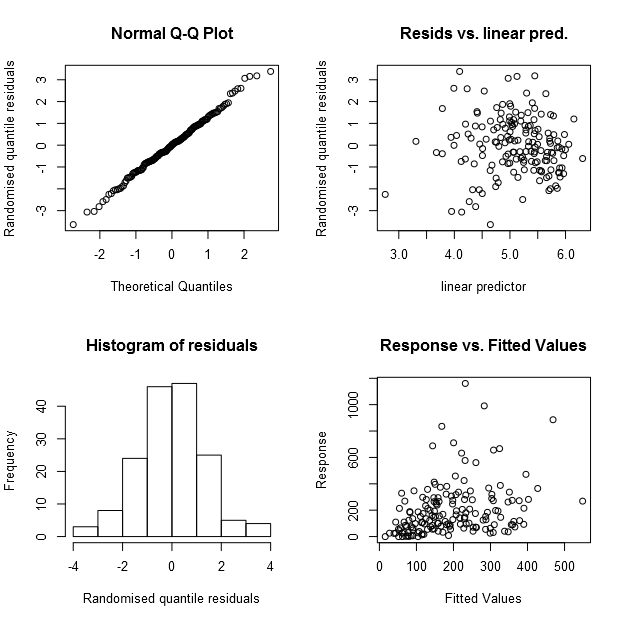 Normal Q-Q Plot
Randomised quantile residuals
-3 -1 0 1 2 3
-2 -1 0 1 2
Theoretical Quantiles
Resids vs. linear pred.
Randomised quantile residuals
-3 -1 0 1 2 3
3.0 4.0 5.0 6.0
linear predictor
Histogram of residuals
Frequency
0 10 20 30 40
-4 -2 0 2 4
Randomised quantile residuals
Response vs. Fitted Values
Response
0 200 600 1000
0 100 200 300 400 500
Fitted Values